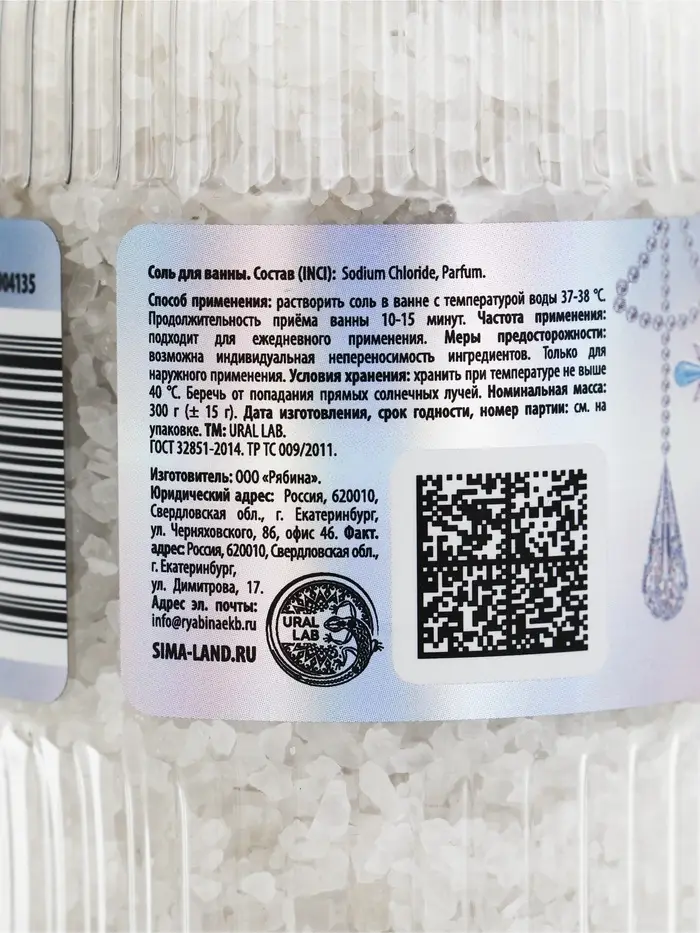 004135
Соль для ванны. Состав (INCI): Sodium Chloride, Parfum.
Способ применения: растворить соль в ванне с температурой воды 37-38 °C.
Продолжительность приёма ванны 10-15 минут. Частота применения:
подходит для ежедневного применения. Меры предосторожности:
возможна индивидуальная непереносимость ингредиентов. Только для
наружного применения. Условия хранения: хранить при температуре не выше
40 °C. Беречь от попадания прямых солнечных лучей. Номинальная масса:
300 г (± 15 г). Дата изготовления, срок годности, номер партии: см. на
упаковке. ТМ: URAL LAB.
ГОСТ 32851-2014. ТР ТС 009/2011.
Изготовитель: ООО «Рябина».
Юридический адрес: Россия, 620010,
Свердловская обл., г. Екатеринбург,
ул. Черняховского, 86, офис 46. Факт.
адрес: Россия, 620010, Свердловская обл.,
г. Екатеринбург,
ул. Димитрова, 17.
Адрес эл. почты:
info@ryabinaekb.ru
SIMA-LAND.RU
URAL
LAB